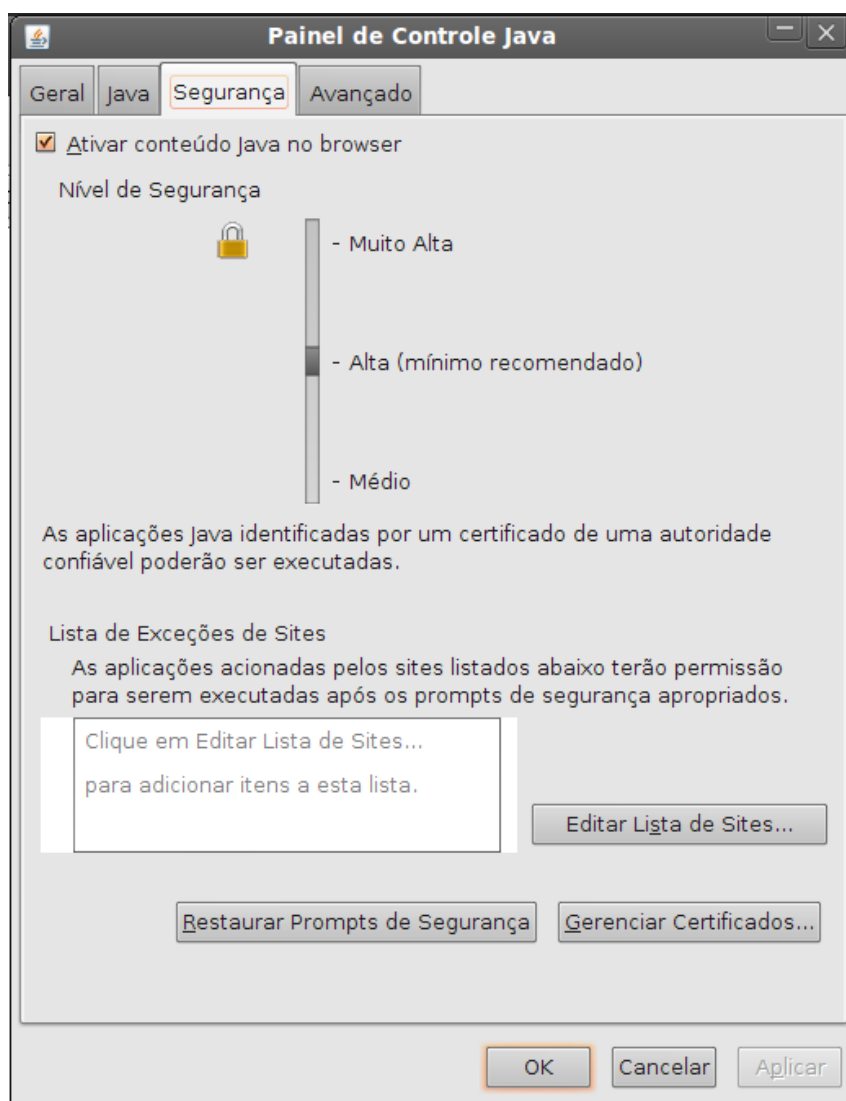 Painel de Controle Java
Geral Java Segurança Avançado
Ativar conteúdo Java no browser
Nível de Segurança
- Muito Alta
- Alta (mínimo recomendado)
- Médio
As aplicações Java identificadas por um certificado de uma autoridade
confiável poderão ser executadas.
Lista de Exceções de Sites
As aplicações acionadas pelos sites listados abaixo terão permissão
para serem executadas após os prompts de segurança apropriados.
Clique em Editar Lista de Sites...
para adicionar itens a esta lista.
Editar Lista de Sites...
Restaurar Prompts de Segurança Gerenciar Certificados...
OK Cancelar Aplicar